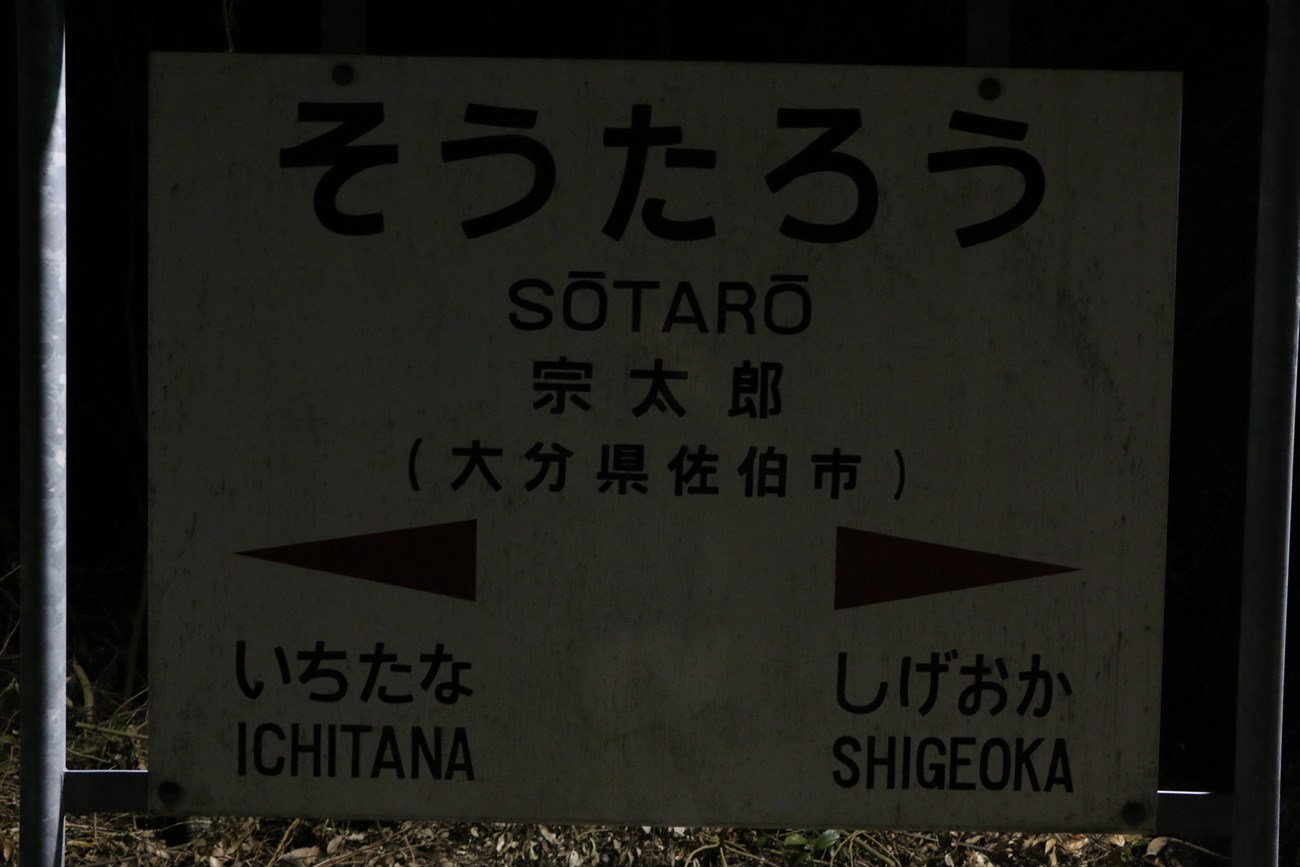 そうたろう
SŌTARŌ
宗太郎
(大分県佐伯市)
いちたな
ICHITANA
しげおか
SHIGEOKA